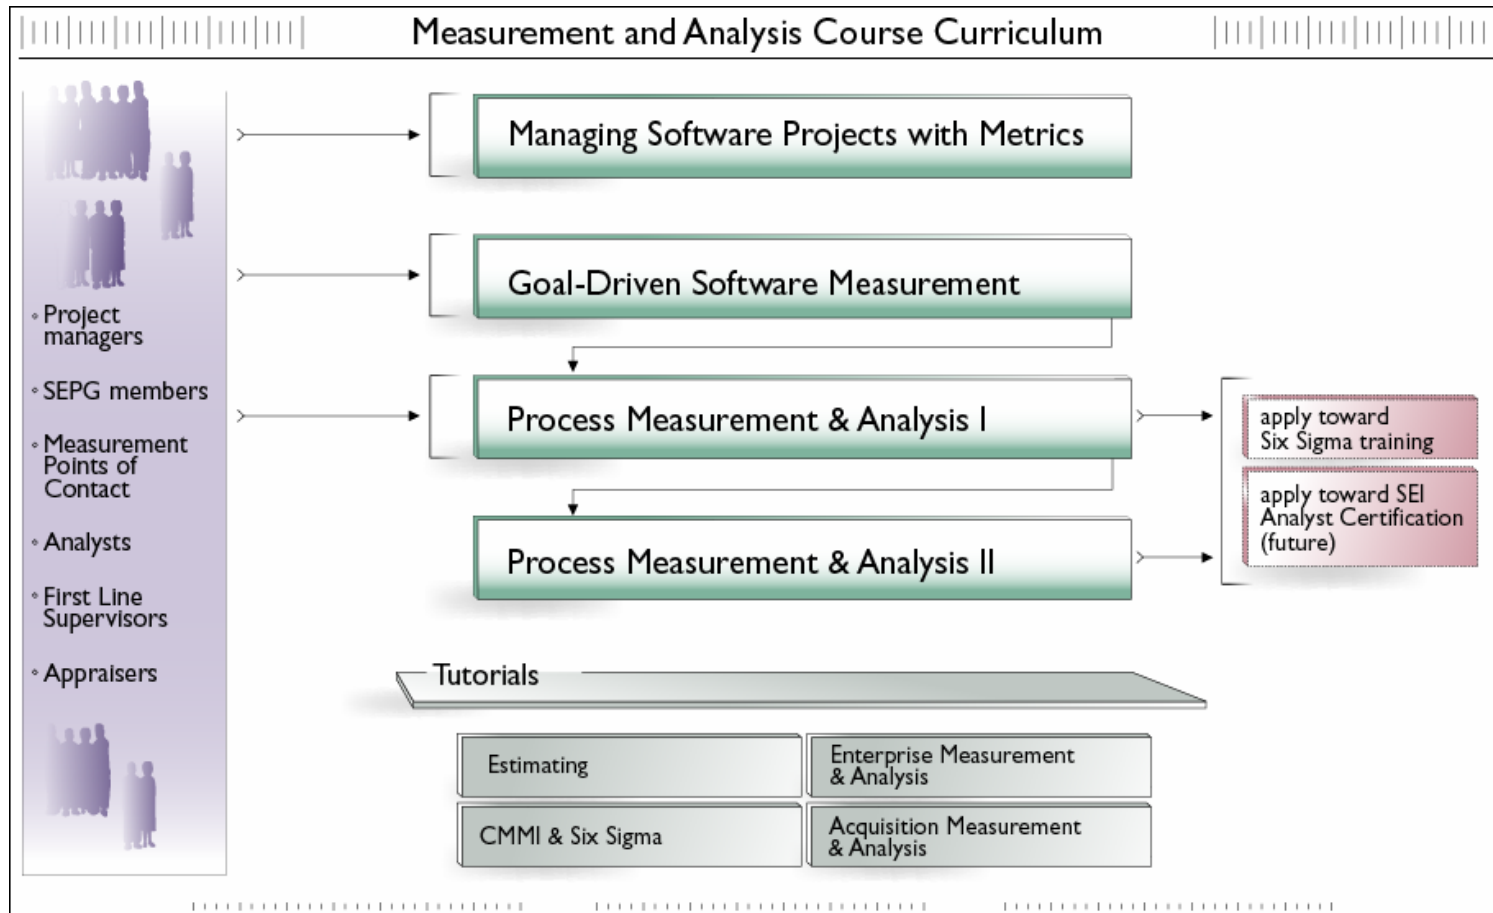 Measurement and Analysis Course Curriculum
Managing Software Projects with Metrics
Goal-Driven Software Measurement
Process Measurement & Analysis I
Process Measurement & Analysis II
◦ Project
managers
◦ SEPG members
◦ Measurement
Points of
Contact
◦ Analysts
◦ First Line
Supervisors
◦ Appraisers
apply toward
Six Sigma training
apply toward SEI
Analyst Certification
(future)
Tutorials
Estimating
Enterprise Measurement
& Analysis
CMMI & Six Sigma
Acquisition Measurement
& Analysis